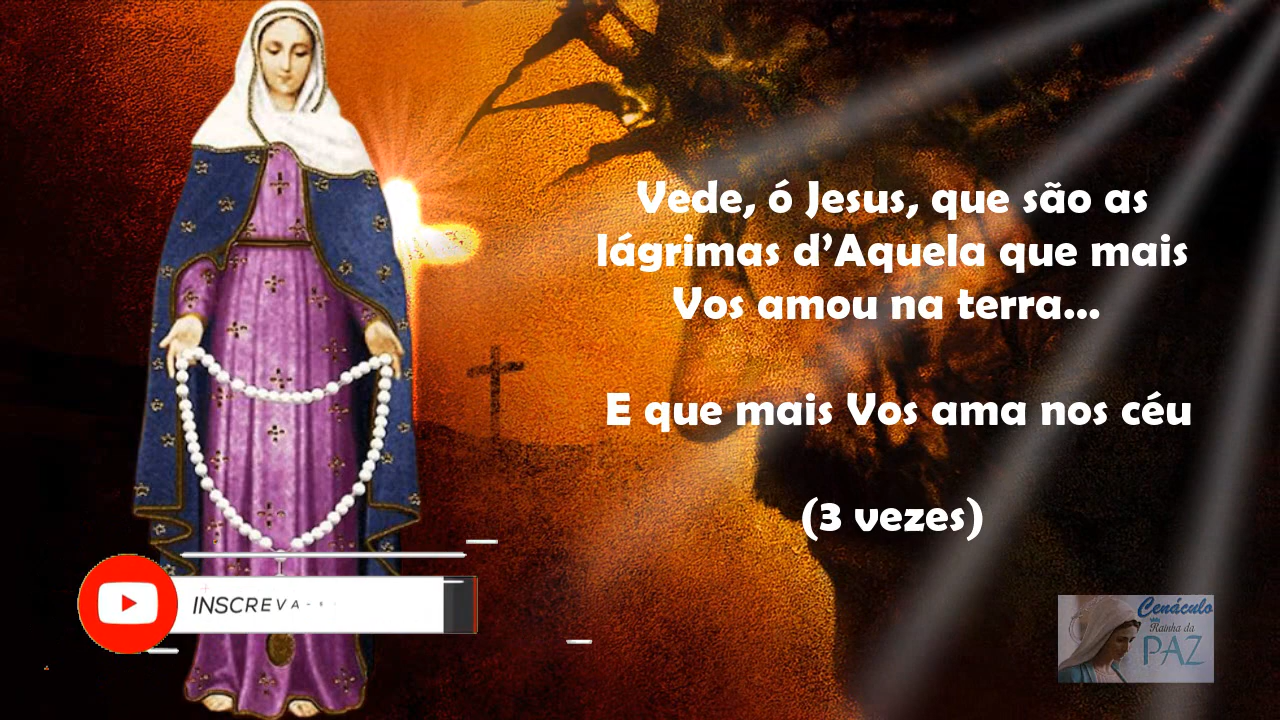 Vede, ó Jesus, que são as
lágrimas d’Aquela que mais
Vos amou na terra...
E que mais Vos ama nos céu
(3 vezes)
INSCREVA-
Cenáculo
Rainha da
PAZ